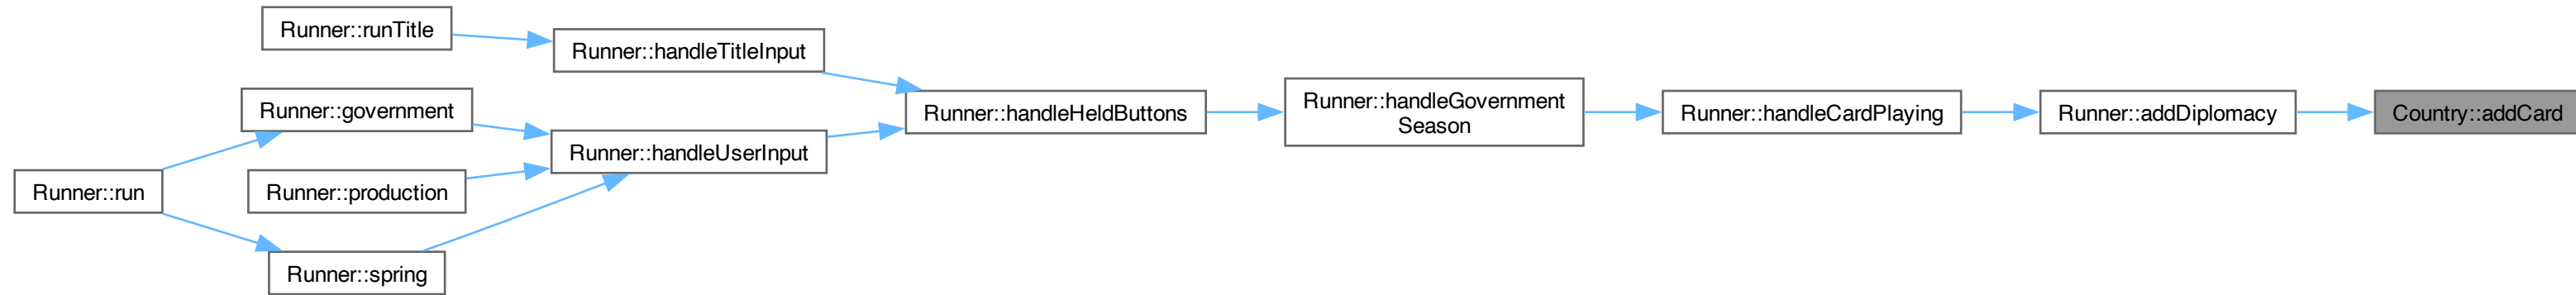 Runner::runTitle
Runner::handleTitleInput
Runner::government
Runner::handleHeldButtons
Runner::handleGovernment
Season
Runner::handleCardPlaying
Runner::addDiplomacy
Country::addCard
Runner::handleUserInput
Runner::run
Runner::production
Runner::spring